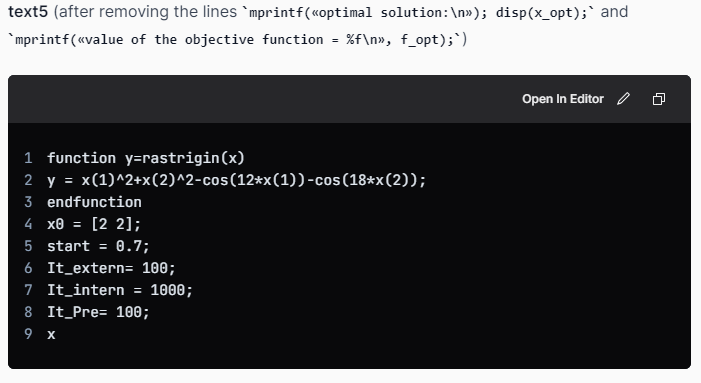 text5 (after removing the lines `mprintf(«optimal solution:\n»); disp(x_opt);` and
`mprintf(«value of the objective function = %f\n», f_opt);`)
Open In Editor
1 function y=rastrigin(x)
2 y = x(1)^2+x(2)^2-cos(12*x(1))-cos(18*x(2));
3 endfunction
4 x0 = [2 2];
5 start = 0.7;
6 It_extern= 100;
7 It_intern = 1000;
8 It_Pre= 100;
9 x